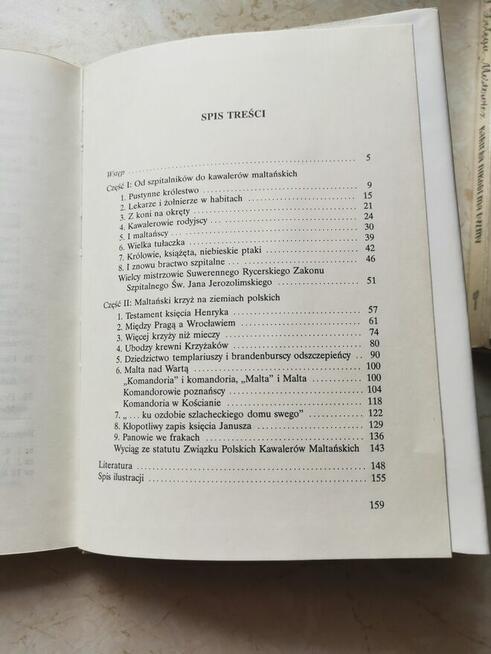 SPIS TREŚCI
Wstęp 5
Część I: Od szpitalników do kawalerów maltańskich
1. Pustynne królestwo 9
2. Lekarze i żołnierze w habitach 15
3. Z koni na okręty 21
4. Kawalerowie rodyjscy 24
5. I maltańscy 30
6. Wielka tułaczka 39
7. Królowie, książęta, niebieskie ptaki 42
8. I znowu bractwo szpitalne 46
Wielcy mistrzowie Suwerennego Rycerskiego Zakonu
Szpitalnego Św. Jana Jerozolimskiego 51
Część II: Maltański krzyż na ziemiach polskich
1. Testament księcia Henryka 57
2. Między Pragą a Wrocławiem 61
3. Więcej krzyży niż mieczy 74
4. Ubodzy krewni Krzyżaków 80
5. Dziedzictwo templariuszy i brandenburscy odszczepieńcy 90
6. Malta nad Wartą 100
„Komandoria” i komandoria, „Malta” i Malta 100
Komandorowie poznańscy 104
Komandoria w Kościanie 118
7. „ . . . ku ozdobie szlacheckiego domu swego” 122
8. Kłopotliwy zapis księcia Janusza 129
9. Panowie we frakach 136
Wyciąg ze statutu Związku Polskich Kawalerów Maltańskich 143
Literatura 148
Spis ilustracji 155
159